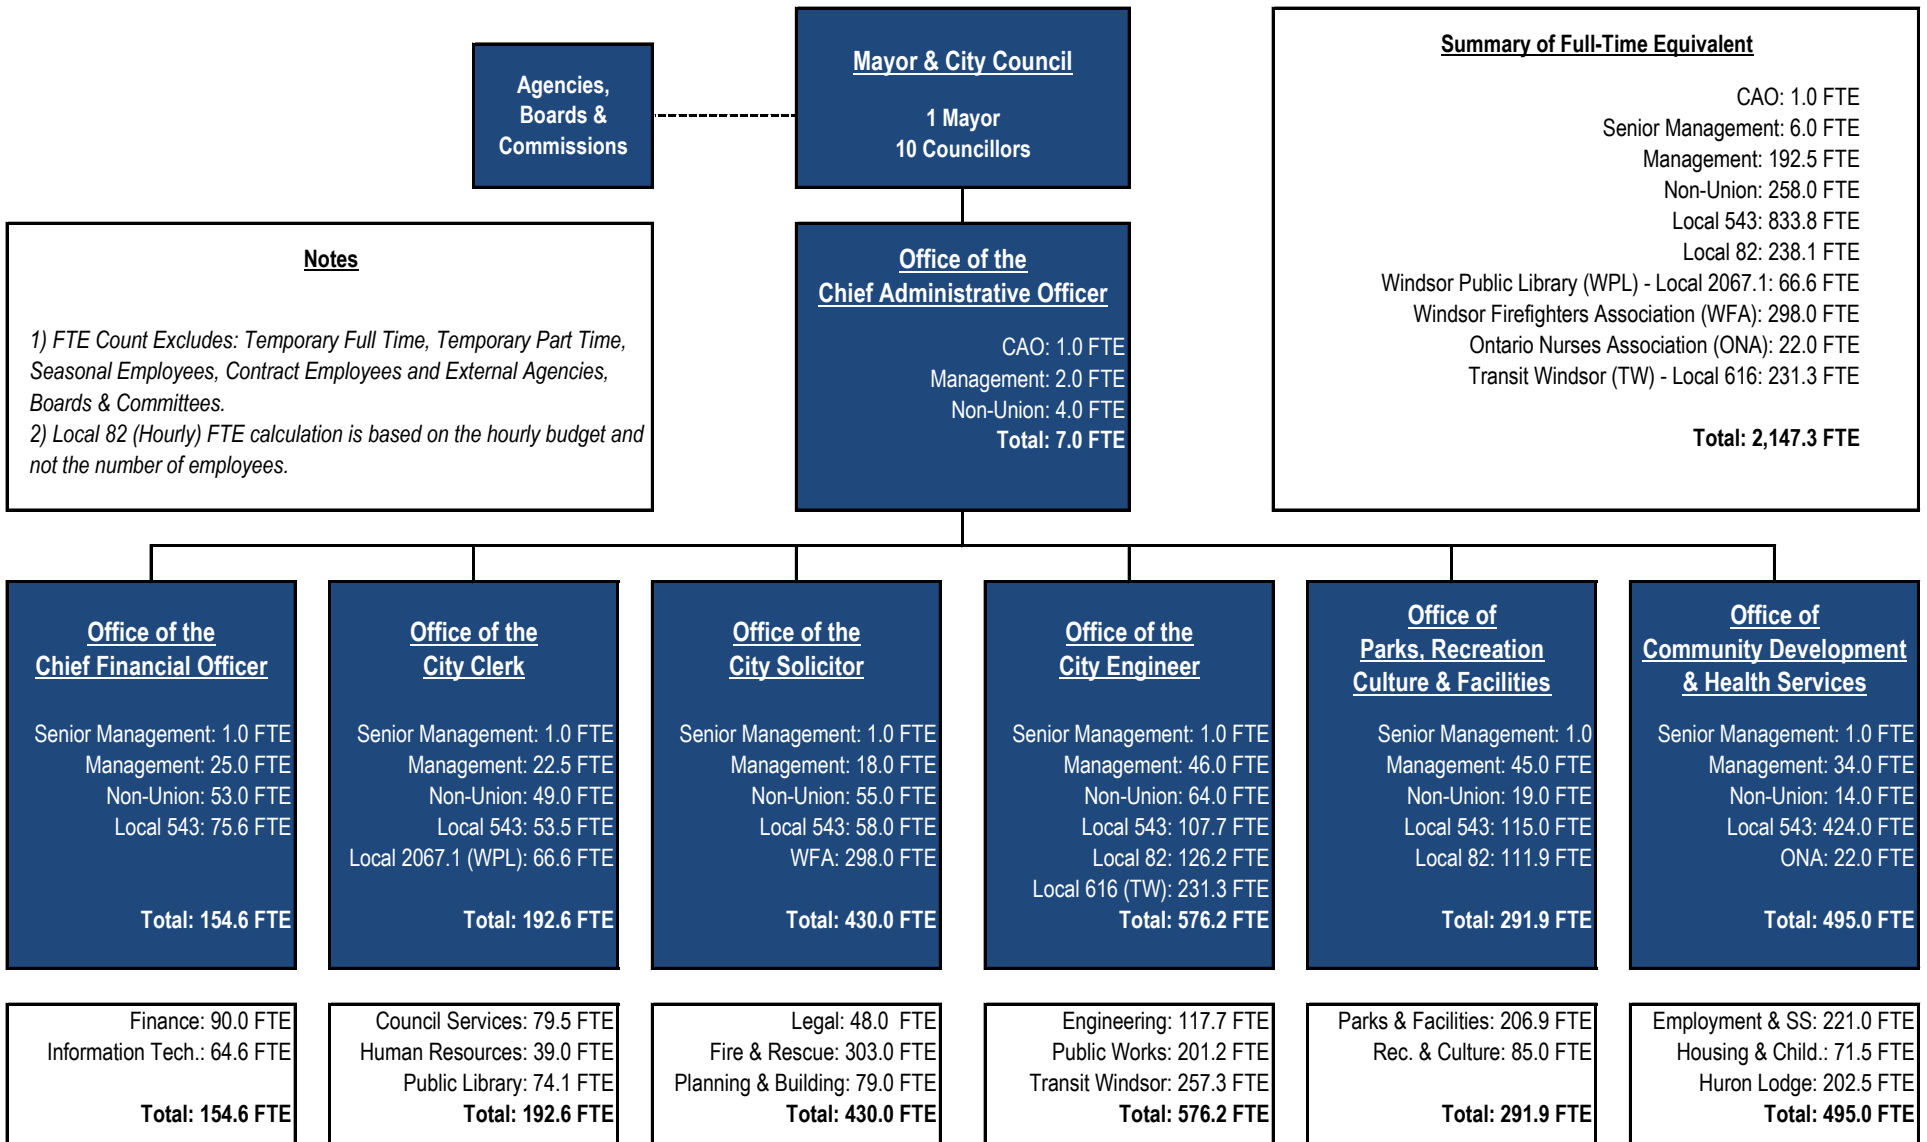 Agencies,
Boards &
Commissions
Mayor & City Council
1 Mayor
10 Councillors
Summary of Full-Time Equivalent
CAO: 1.0 FTE
Senior Management: 6.0 FTE
Management: 192.5 FTE
Non-Union: 258.0 FTE
Local 543: 833.8 FTE
Local 82: 238.1 FTE
Windsor Public Library (WPL) - Local 2067.1: 66.6 FTE
Windsor Firefighters Association (WFA): 298.0 FTE
Ontario Nurses Association (ONA): 22.0 FTE
Transit Windsor (TW) - Local 616: 231.3 FTE
Total: 2,147.3 FTE
Notes
1) FTE Count Excludes: Temporary Full Time, Temporary Part Time,
Seasonal Employees, Contract Employees and External Agencies,
Boards & Committees.
2) Local 82 (Hourly) FTE calculation is based on the hourly budget and
not the number of employees.
Office of the
Chief Administrative Officer
CAO: 1.0 FTE
Management: 2.0 FTE
Non-Union: 4.0 FTE
Total: 7.0 FTE
Office of the
Chief Financial Officer
Senior Management: 1.0 FTE
Management: 25.0 FTE
Non-Union: 53.0 FTE
Local 543: 75.6 FTE
Total: 154.6 FTE
Office of the
City Clerk
Senior Management: 1.0 FTE
Management: 22.5 FTE
Non-Union: 49.0 FTE
Local 543: 53.5 FTE
Local 2067.1 (WPL): 66.6 FTE
Total: 192.6 FTE
Office of the
City Solicitor
Senior Management: 1.0 FTE
Management: 18.0 FTE
Non-Union: 55.0 FTE
Local 543: 58.0 FTE
WFA: 298.0 FTE
Total: 430.0 FTE
Office of the
City Engineer
Senior Management: 1.0 FTE
Management: 46.0 FTE
Non-Union: 64.0 FTE
Local 543: 107.7 FTE
Local 82: 126.2 FTE
Local 616 (TW): 231.3 FTE
Total: 576.2 FTE
Office of
Parks, Recreation
Culture & Facilities
Senior Management: 1.0
Management: 45.0 FTE
Non-Union: 19.0 FTE
Local 543: 115.0 FTE
Local 82: 111.9 FTE
Total: 291.9 FTE
Office of
Community Development
& Health Services
Senior Management: 1.0 FTE
Management: 34.0 FTE
Non-Union: 14.0 FTE
Local 543: 424.0 FTE
ONA: 22.0 FTE
Total: 495.0 FTE
Finance: 90.0 FTE
Information Tech.: 64.6 FTE
Total: 154.6 FTE
Council Services: 79.5 FTE
Human Resources: 39.0 FTE
Public Library: 74.1 FTE
Total: 192.6 FTE
Legal: 48.0 FTE
Fire & Rescue: 303.0 FTE
Planning & Building: 79.0 FTE
Total: 430.0 FTE
Engineering: 117.7 FTE
Public Works: 201.2 FTE
Transit Windsor: 257.3 FTE
Total: 576.2 FTE
Parks & Facilities: 206.9 FTE
Rec. & Culture: 85.0 FTE
Total: 291.9 FTE
Employment & SS: 221.0 FTE
Housing & Child.: 71.5 FTE
Huron Lodge: 202.5 FTE
Total: 495.0 FTE